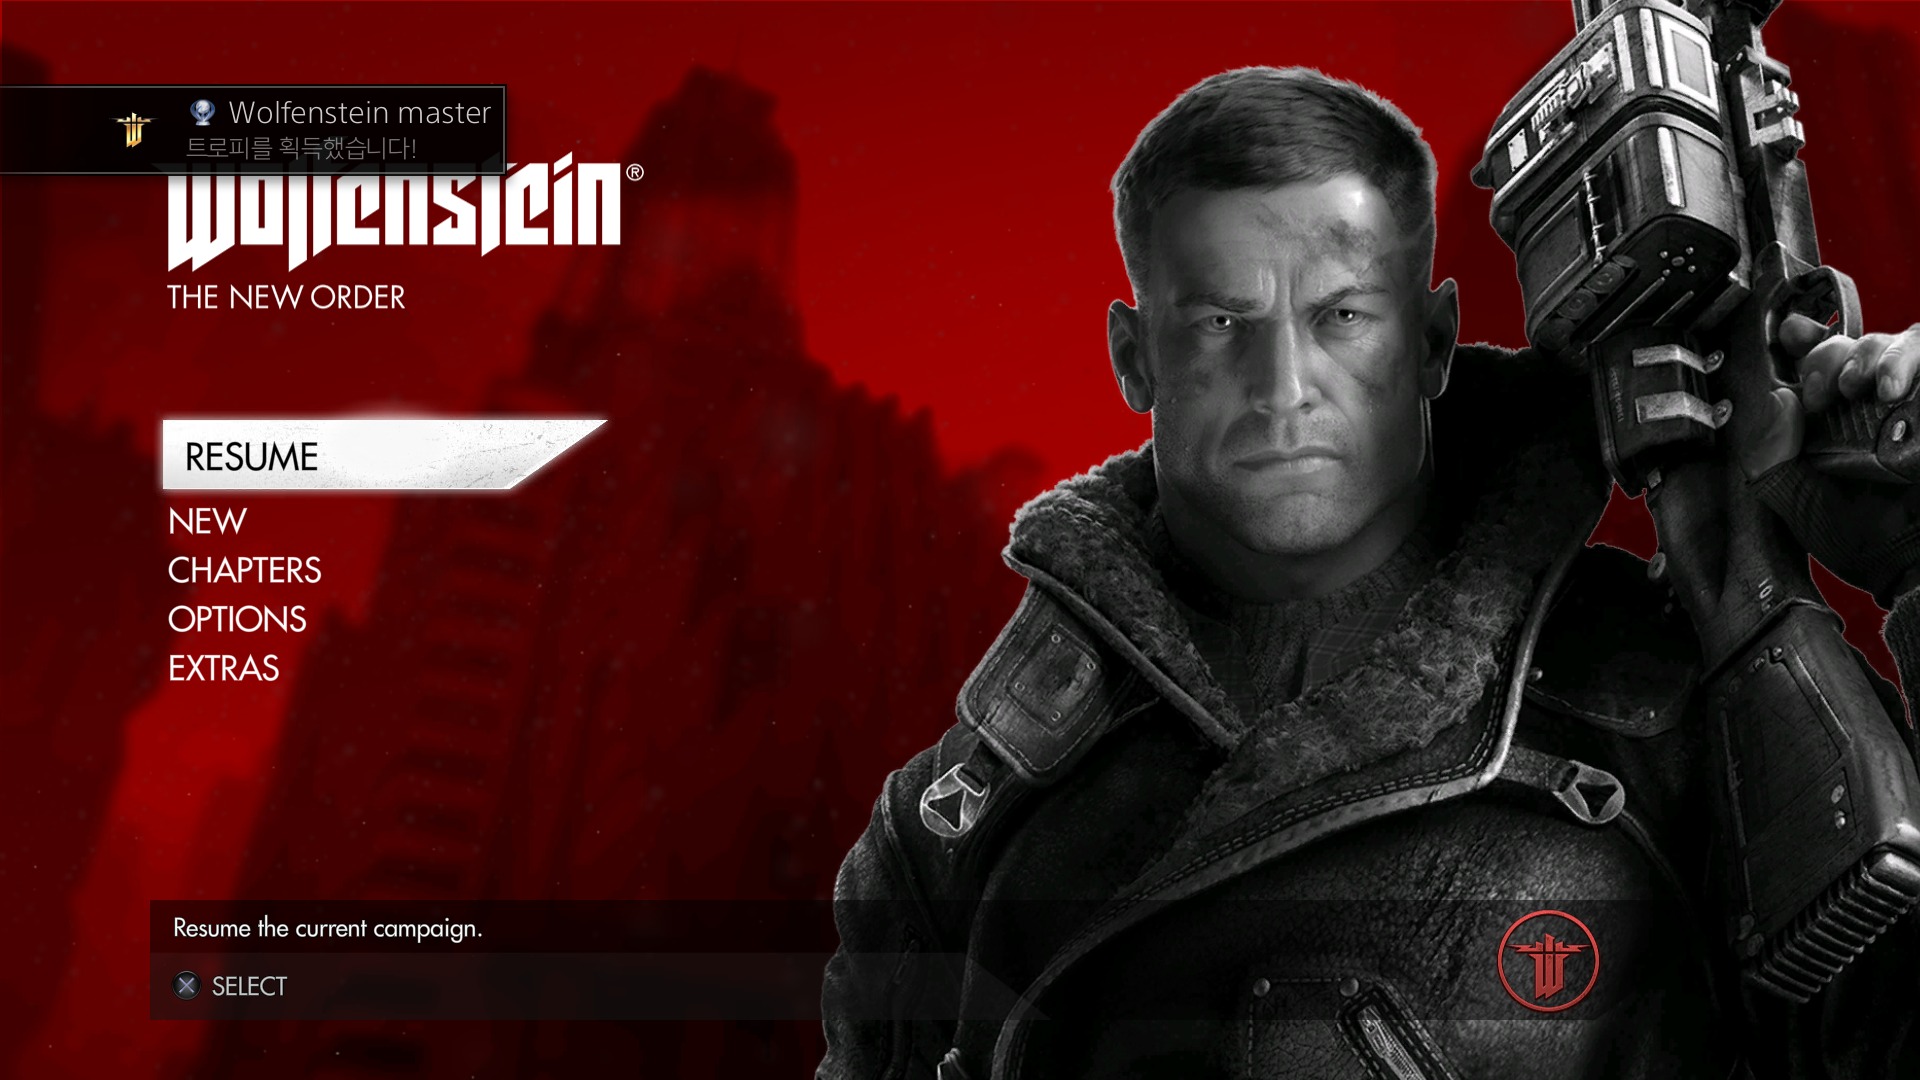 Wolfenstein master
트로피를 획득했습니다!
Wolfenstein®
THE NEW ORDER
RESUME
NEW
CHAPTERS
OPTIONS
EXTRAS
Resume the current campaign.
SELECT